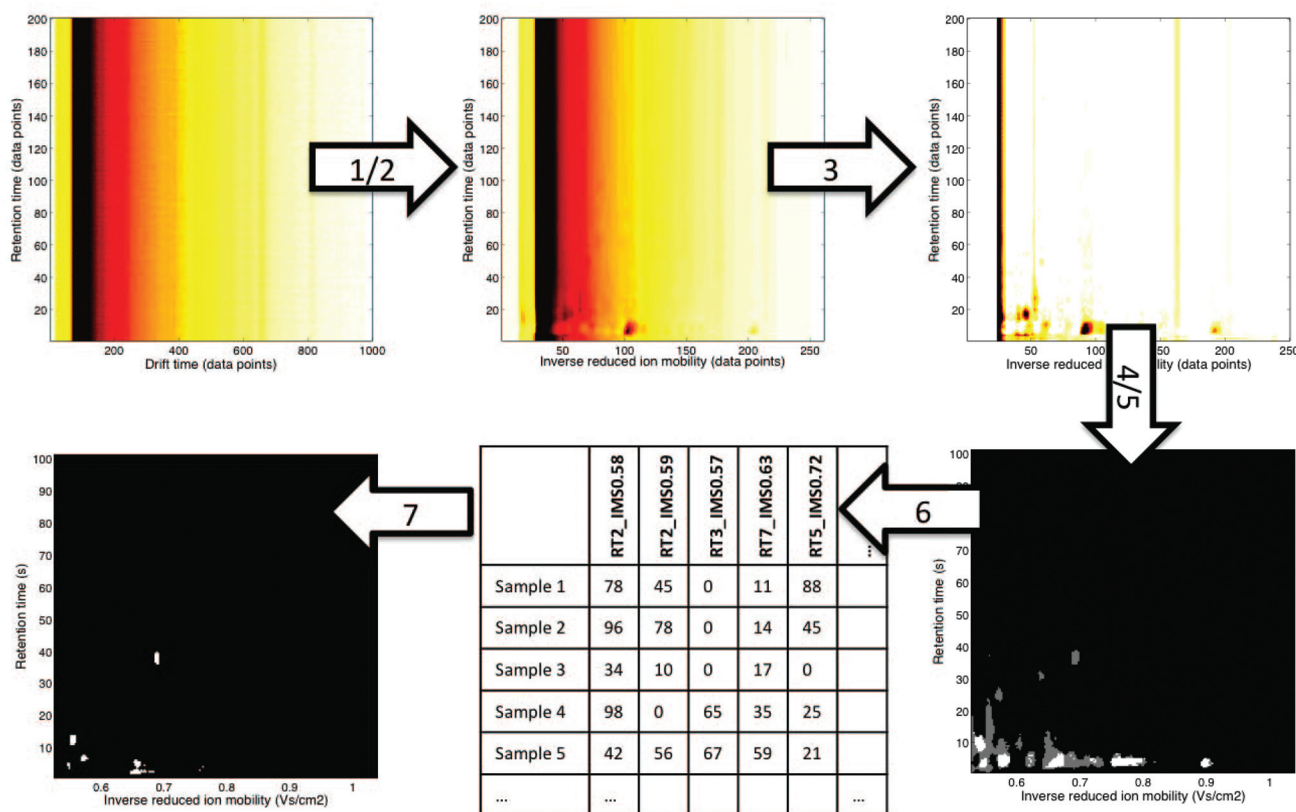 200
180
160
140
120
100
80
60
40
20
Retention time (data points)
200 400 600 800 1000
Drift time (data points)
1/2
200
180
160
140
120
100
80
60
40
20
Retention time (data points)
50 100 150 200 250
Inverse reduced ion mobility (data points)
3
200
180
160
140
120
100
80
60
40
20
Retention time (data points)
50 100 150 200 250
Inverse reduced mobility (data points)
4/5
100
90
80
70
60
50
40
30
20
10
Retention time (s)
0.6 0.7 0.8 0.9 1
Inverse reduced ion mobility (Vs/cm2)
7
RT2_IMS0.58 RT2_IMS0.59 RT3_IMS0.57 RT7_IMS0.63 RT5_IMS0.72 ...
Sample 1 78 45 0 11 88
Sample 2 96 78 0 14 45
Sample 3 34 10 0 17 0
Sample 4 98 0 65 35 25
Sample 5 42 56 67 59 21
... ... ...
6
100
90
70
60
50
40
30
20
10
Retention time (s)
0.6 0.7 0.8 0.9 1
Inverse reduced ion mobility (Vs/cm2)